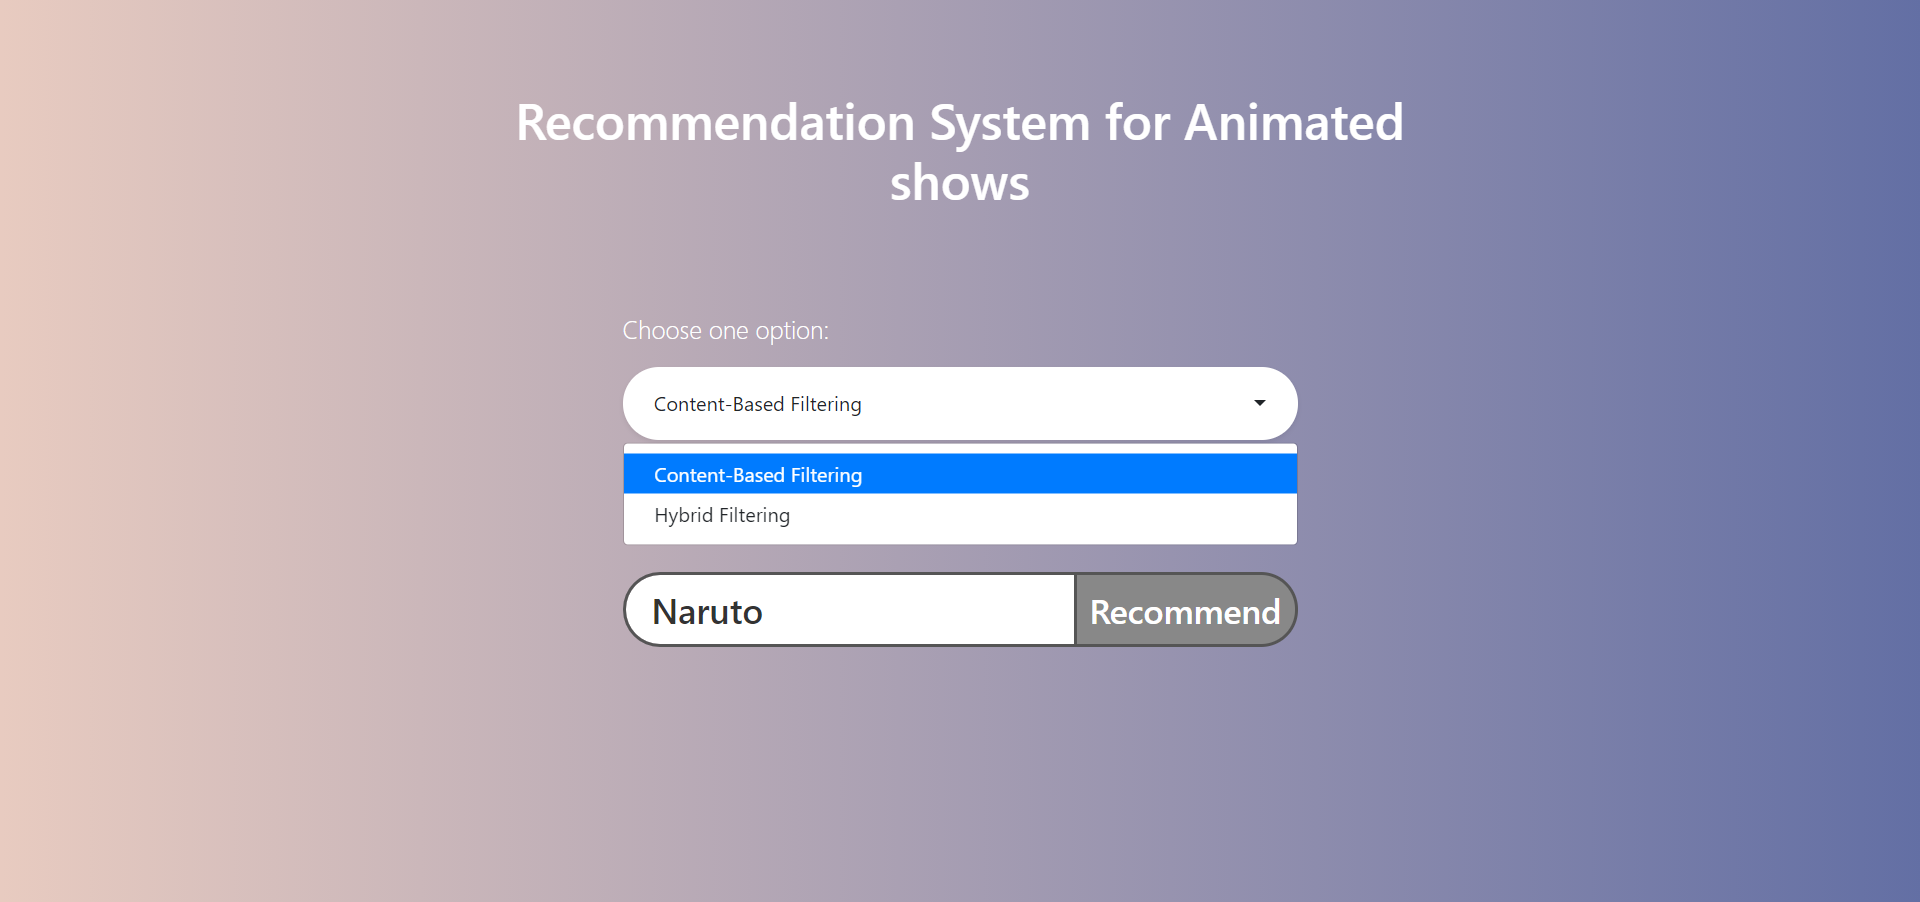 Recommendation System for Animated
shows
Choose one option:
Content-Based Filtering
Content-Based Filtering
Hybrid Filtering
Naruto
Recommend